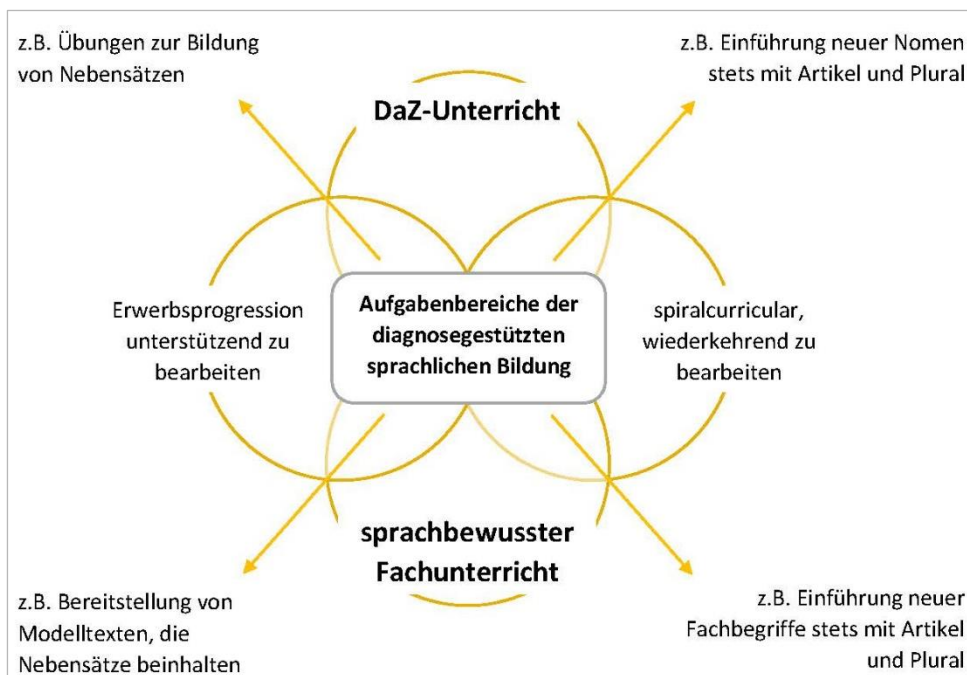 z.B. Übungen zur Bildung
von Nebensätzen
z.B. Einführung neuer Nomen
stets mit Artikel und Plural
DaZ-Unterricht
Erwerbsprogression
unterstützend zu
bearbeiten
Aufgabenbereiche der
diagnosegestützten
sprachlichen Bildung
spiralcurricular,
wiederkehrend zu
bearbeiten
sprachbewusster
Fachunterricht
z.B. Bereitstellung von
Modelltexten, die
Nebensätze beinhalten
z.B. Einführung neuer
Fachbegriffe stets mit Artikel
und Plural